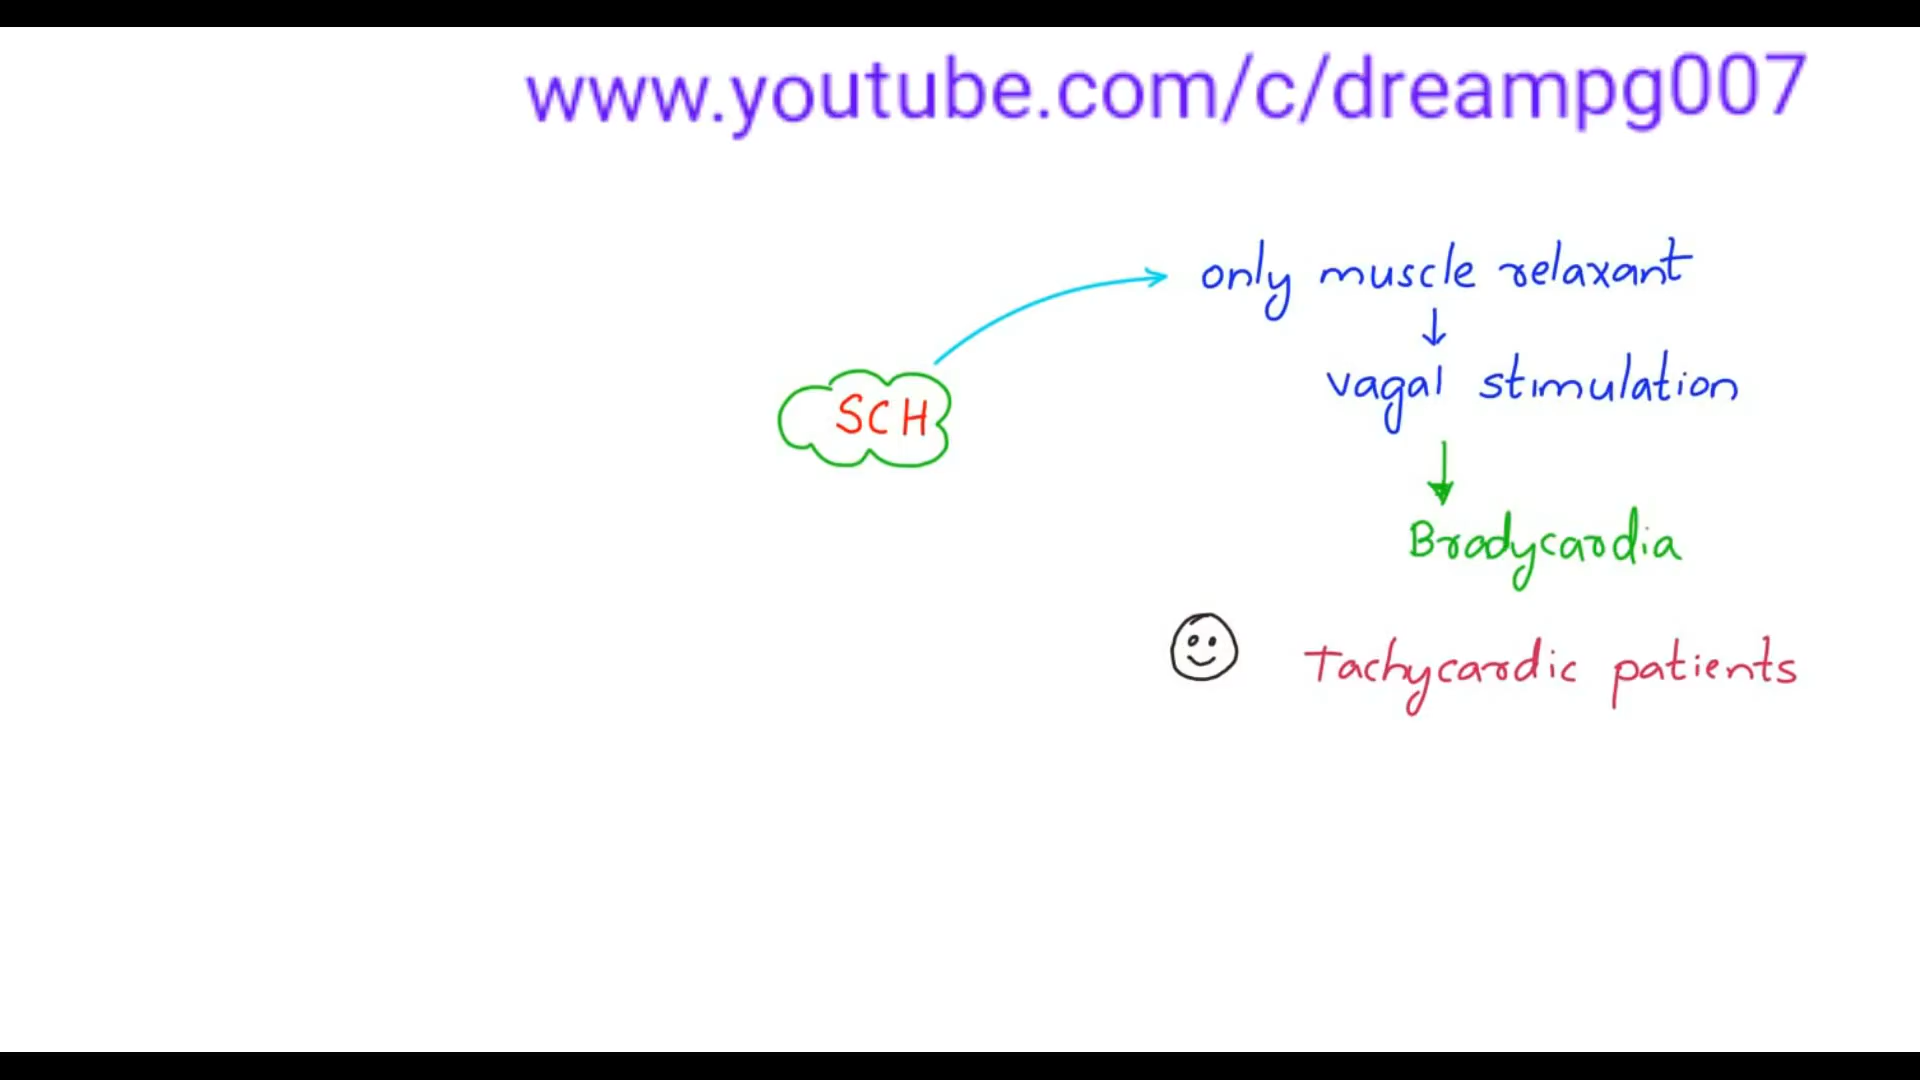 www.youtube.com/c/dreampg007
only muscle relaxant
↓
vagal stimulation
SCH
↓
Bradycardia
Tachycardic patients